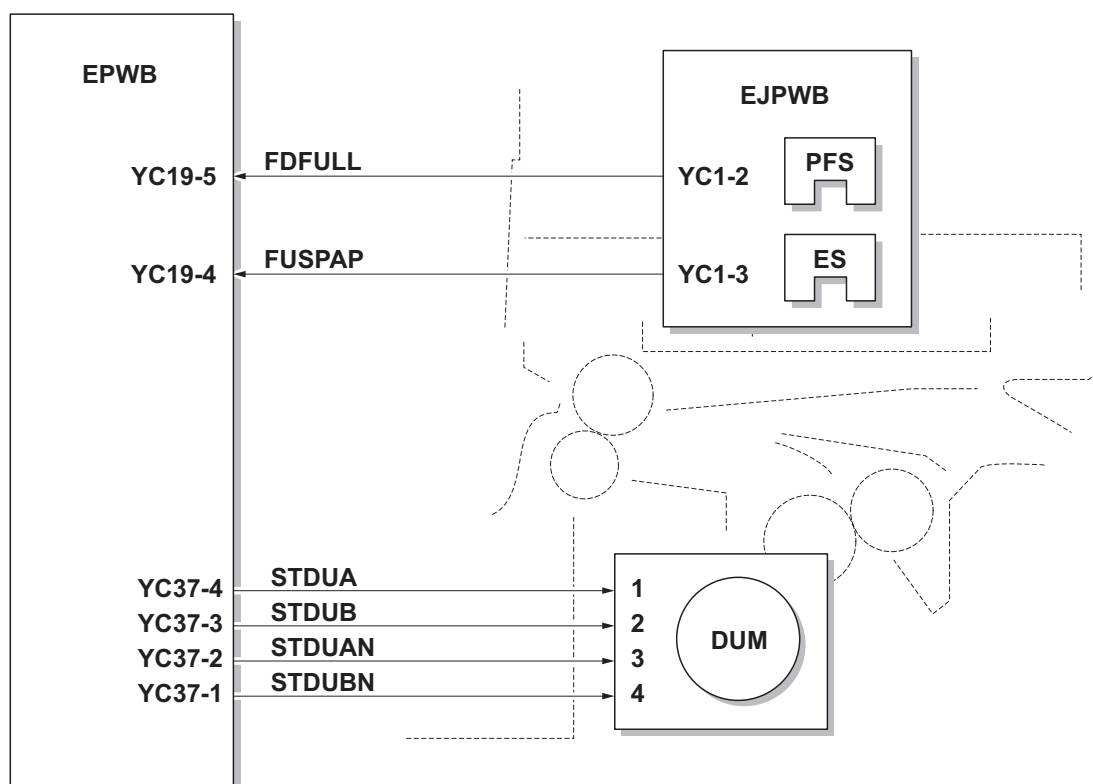 EPWB
EJPWB
YC19-5
FDFULL
YC1-2
PFS
YC19-4
FUSPAP
YC1-3
ES
YC37-4
STDUA
1
YC37-3
STDUB
2
YC37-2
STDUAN
3
YC37-1
STDUBN
4
DUM